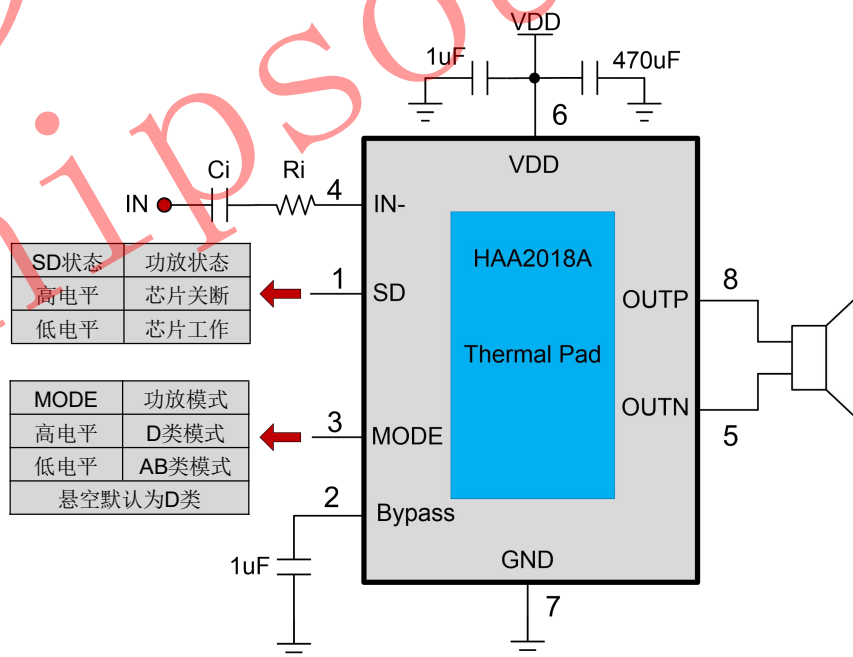 VDD
1uF
470uF
6
VDD
Ci
Ri
IN
4
IN-
HAA2018A
Thermal Pad
SD状态 功放状态
高电平 芯片关断
低电平 芯片工作
1
SD
OUTP
8
MODE 功放模式
高电平 D类模式
低电平 AB类模式
悬空默认为D类
3
MODE
OUTN
5
2
Bypass
1uF
GND
7